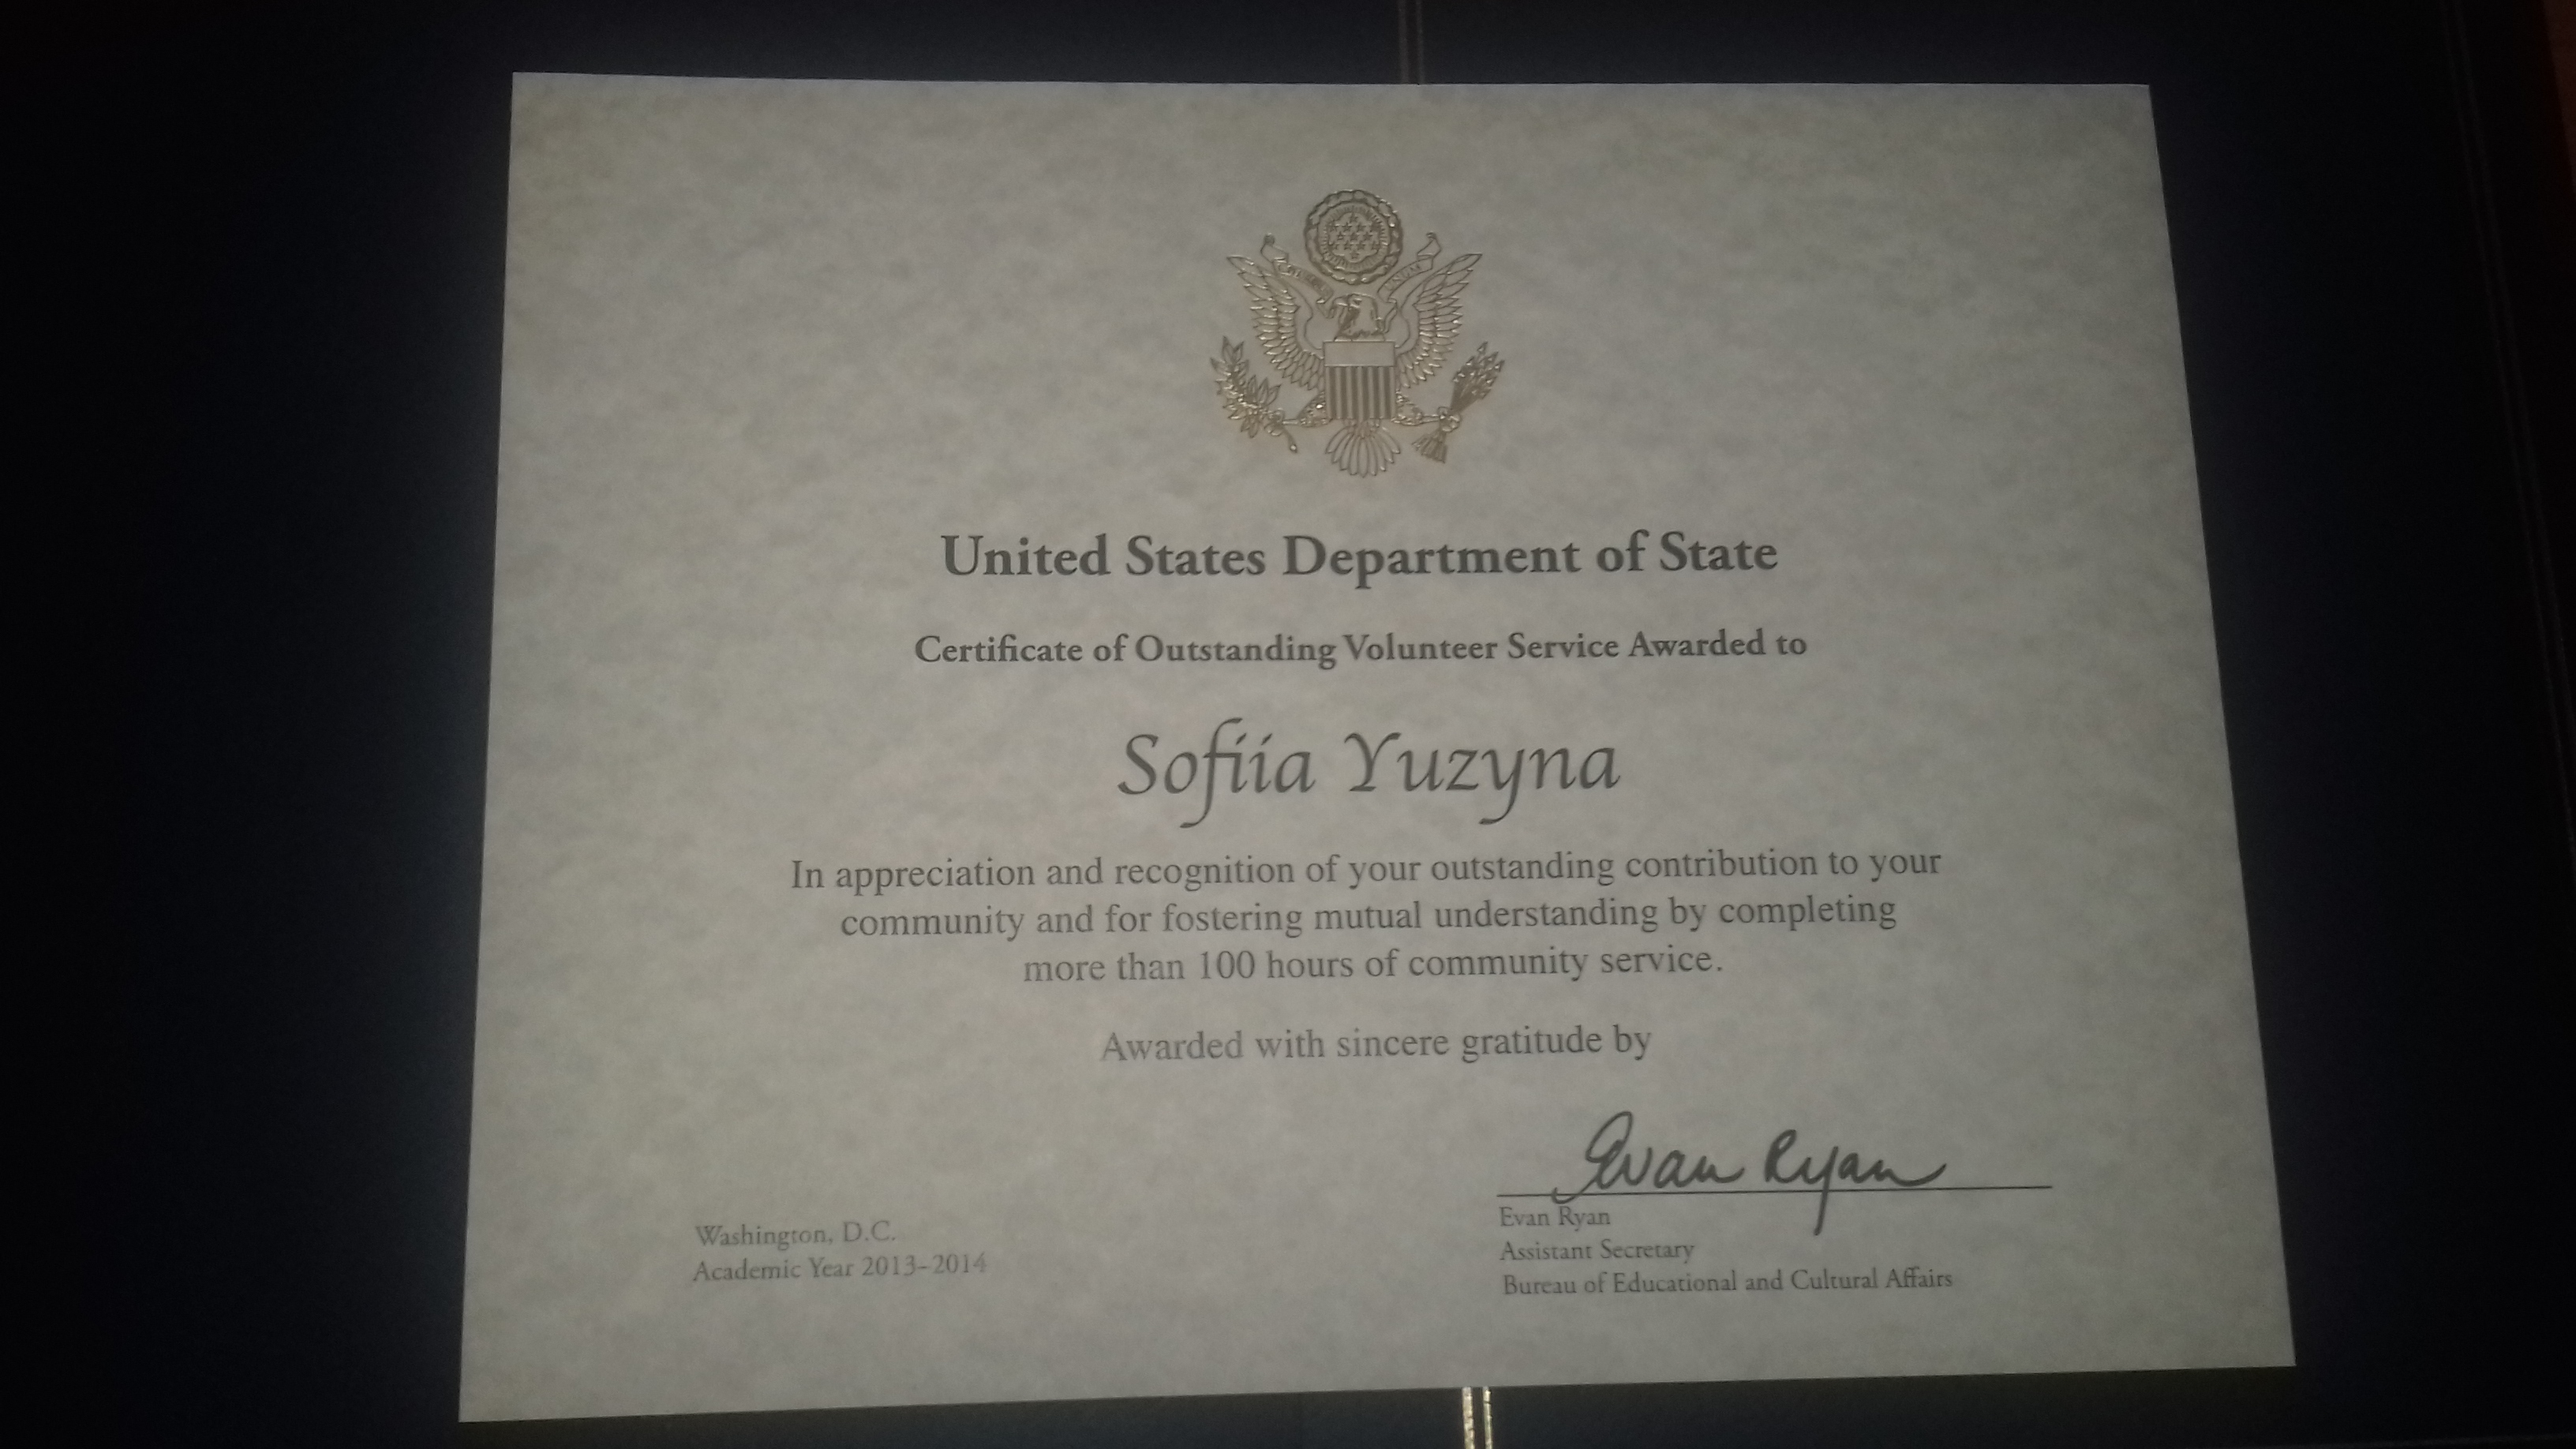 United States Department of State
Certificate of Outstanding Volunteer Service Awarded to
Sofiia Yuzyna
In appreciation and recognition of your outstanding contribution to your
community and for fostering mutual understanding by completing
more than 100 hours of community service.
Awarded with sincere gratitude by
Evan Ryan
Evan Ryan
Assistant Secretary
Bureau of Educational and Cultural Affairs
Washington, D.C.
Academic Year 2013–2014